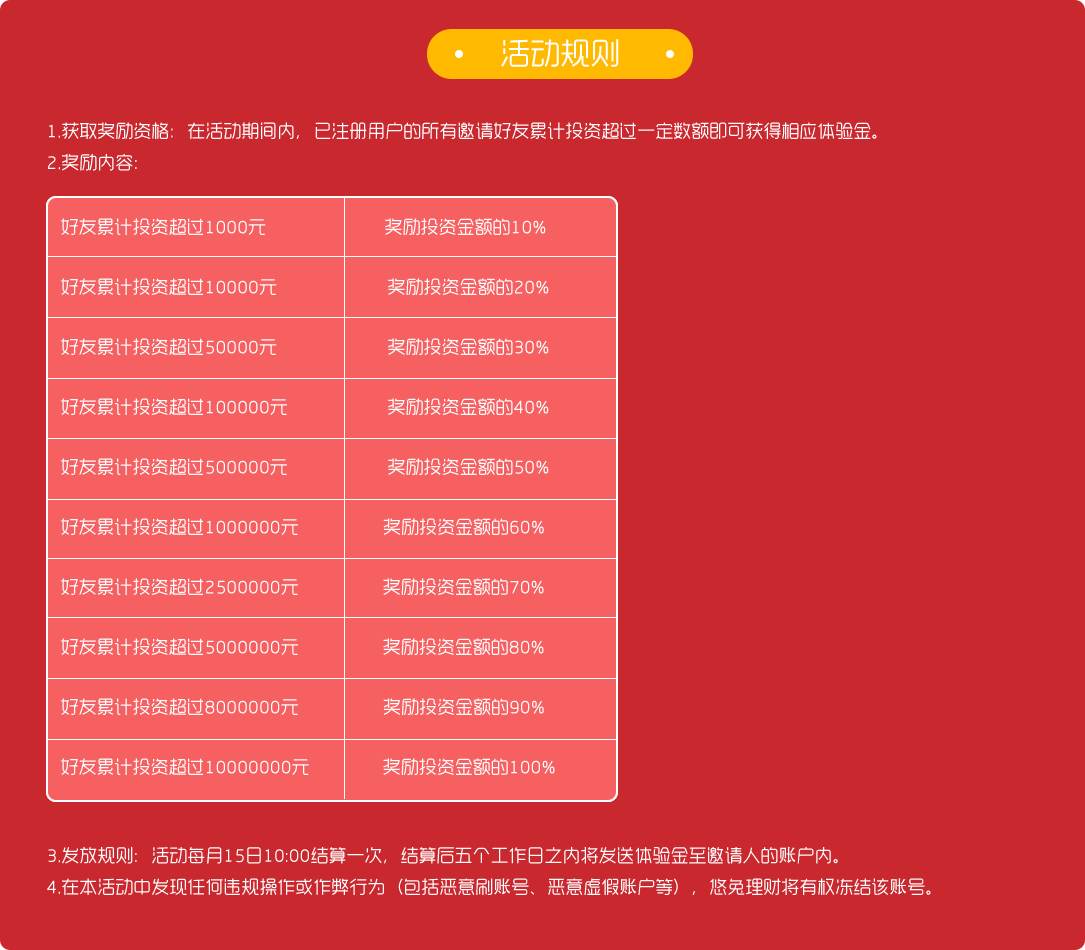 活动规则
1.获取奖励资格：在活动期间内，已注册用户的所有邀请好友累计投资超过一定数额即可获得相应体验金。
2.奖励内容：
好友累计投资超过1000元 奖励投资金额的10%
好友累计投资超过10000元 奖励投资金额的20%
好友累计投资超过50000元 奖励投资金额的30%
好友累计投资超过100000元 奖励投资金额的40%
好友累计投资超过500000元 奖励投资金额的50%
好友累计投资超过1000000元 奖励投资金额的60%
好友累计投资超过2500000元 奖励投资金额的70%
好友累计投资超过5000000元 奖励投资金额的80%
好友累计投资超过8000000元 奖励投资金额的90%
好友累计投资超过10000000元 奖励投资金额的100%
3.发放规则：活动每月15日10:00结算一次，结算后五个工作日之内将发送体验金至邀请人的账户内。
4.在本活动中发现任何违规操作或作弊行为（包括恶意刷账号、恶意虚假账户等），悠兔理财将有权冻结该账号。